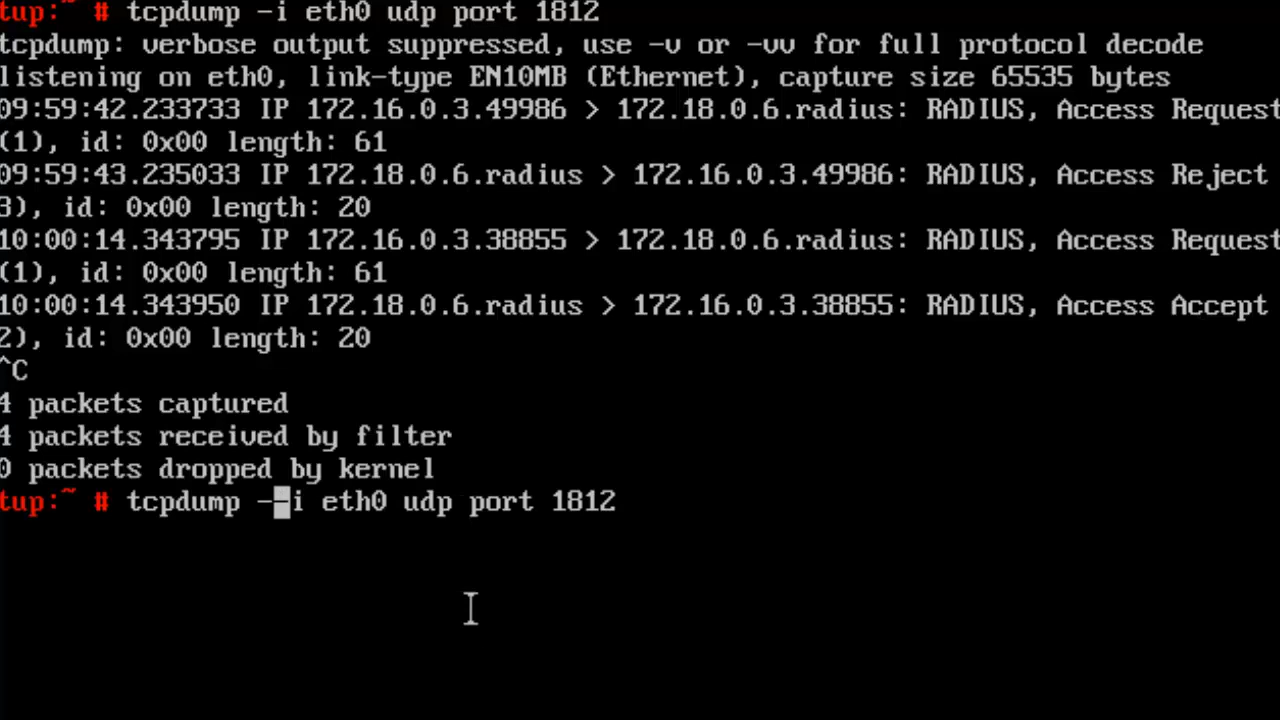 tup:~ # tcpdump -i eth0 udp port 1812
tcpdump: verbose output suppressed, use -v or -vv for full protocol decode
listening on eth0, link-type EN10MB (Ethernet), capture size 65535 bytes
09:59:42.233733 IP 172.16.0.3.49986 > 172.18.0.6.radius: RADIUS, Access Request
(1), id: 0x00 length: 61
09:59:43.235033 IP 172.18.0.6.radius > 172.16.0.3.49986: RADIUS, Access Reject
3), id: 0x00 length: 20
10:00:14.343795 IP 172.16.0.3.38855 > 172.18.0.6.radius: RADIUS, Access Request
(1), id: 0x00 length: 61
10:00:14.343950 IP 172.18.0.6.radius > 172.16.0.3.38855: RADIUS, Access Accept
2), id: 0x00 length: 20
^C
4 packets captured
4 packets received by filter
0 packets dropped by kernel
tup:~ # tcpdump --i eth0 udp port 1812